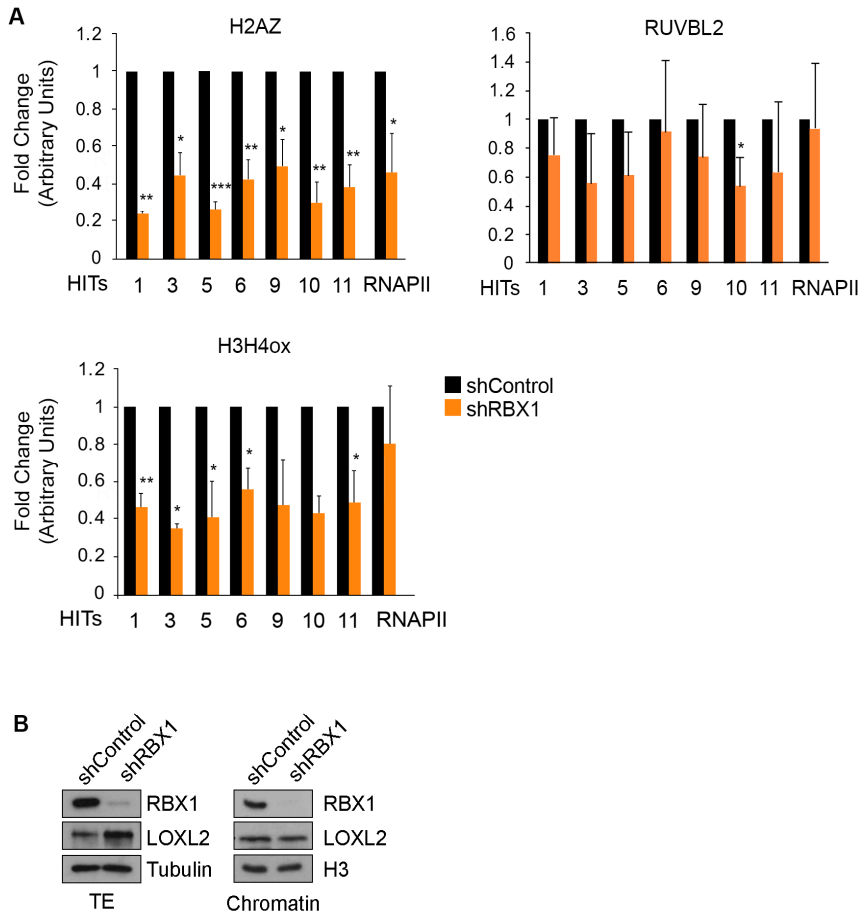 A
H2AZ
Fold Change
(Arbitrary Units)
1.2
1
0.8
0.6
0.4
0.2
0
** * *** ** * ** ** *
HITs 1 3 5 6 9 10 11 RNAPII
RUVBL2
1.6
1.4
1.2
1
0.8
0.6
0.4
0.2
0
*
HITs 1 3 5 6 9 10 11 RNAPII
H3H4ox
Fold Change
(Arbitrary Units)
1.2
1
0.8
0.6
0.4
0.2
0
** * * * *
HITs 1 3 5 6 9 10 11 RNAPII
shControl
shRBX1
B
shControl
shRBX1
RBX1
LOXL2
Tubulin
TE
shControl
shRBX1
RBX1
LOXL2
H3
Chromatin